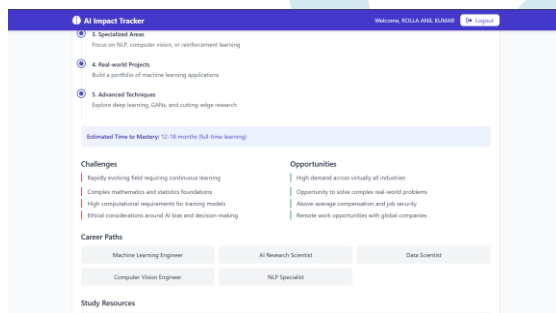 AI Impact Tracker
Welcome, ROLLA ANIL KUMAR
Logout
3. Specialized Areas
Focus on NLP, computer vision, or reinforcement learning
4. Real-world Projects
Build a portfolio of machine learning applications
5. Advanced Techniques
Explore deep learning, GANs, and cutting-edge research
Estimated Time to Mastery: 12-18 months (full-time learning)
Challenges
Rapidly evolving field requiring continuous learning
Complex mathematics and statistics foundations
High computational requirements for training models
Ethical considerations around AI bias and decision-making
Opportunities
High demand across virtually all industries
Opportunity to solve complex real-world problems
Above-average compensation and job security
Remote work opportunities with global companies
Career Paths
Machine Learning Engineer
AI Research Scientist
Data Scientist
Computer Vision Engineer
NLP Specialist
Study Resources